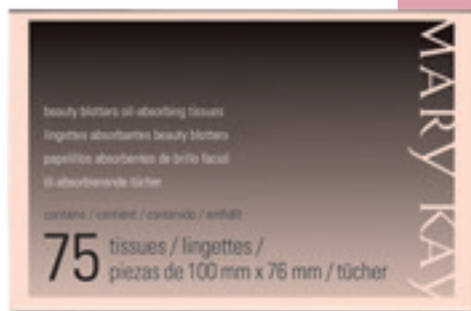 MARY KAY
beauty blotters oil-absorbing tissues
lingettes absorbantes beauty blotters
papelillos absorbentes de brillo facial
öl-absorbierende tücher
contains / contient / contenido / enthält
75 tissues / lingettes /
piezas de 100 mm x 76 mm / tücher